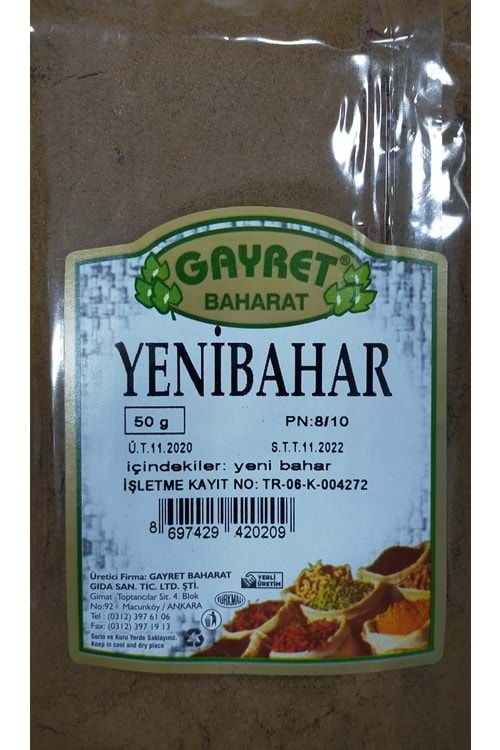 GAYRET®
BAHARAT
YENİBAHAR
50 g
PN:8/10
Ü.T.11.2020
S.T.T.11.2022
içindekiler: yeni bahar
İŞLETME KAYIT NO: TR-06-K-004272
8 697429 420209
Üretici Firma: GAYRET BAHARAT
GIDA SAN. TİC. LTD. ŞTİ.
Gimat Toptancılar Sit. 4. Blok
No:92 - Macunköy / ANKARA
Tel : (0312) 397 61 06
Fax: (0312) 397 19 13
Serin ve Kuru Yerde Saklayınız.
Keep in cool and dry place
YERLİ
ÜRETİM
TÜRKMALI